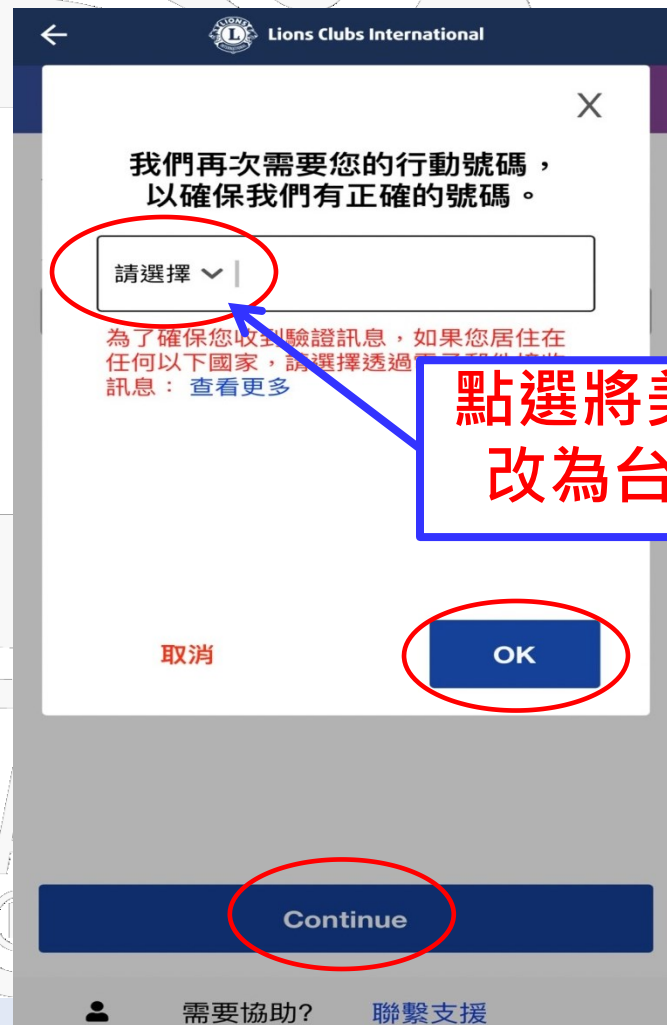 Lions Clubs International
X
我們再次需要您的行動號碼，
以確保我們有正確的號碼。
請選擇
為了確保您收到驗證訊息，如果您居住在
任何以下國家，請選擇透過
訊息： 查看更多
點選將
改為台
取消
OK
Continue
需要協助? 聯繫支援